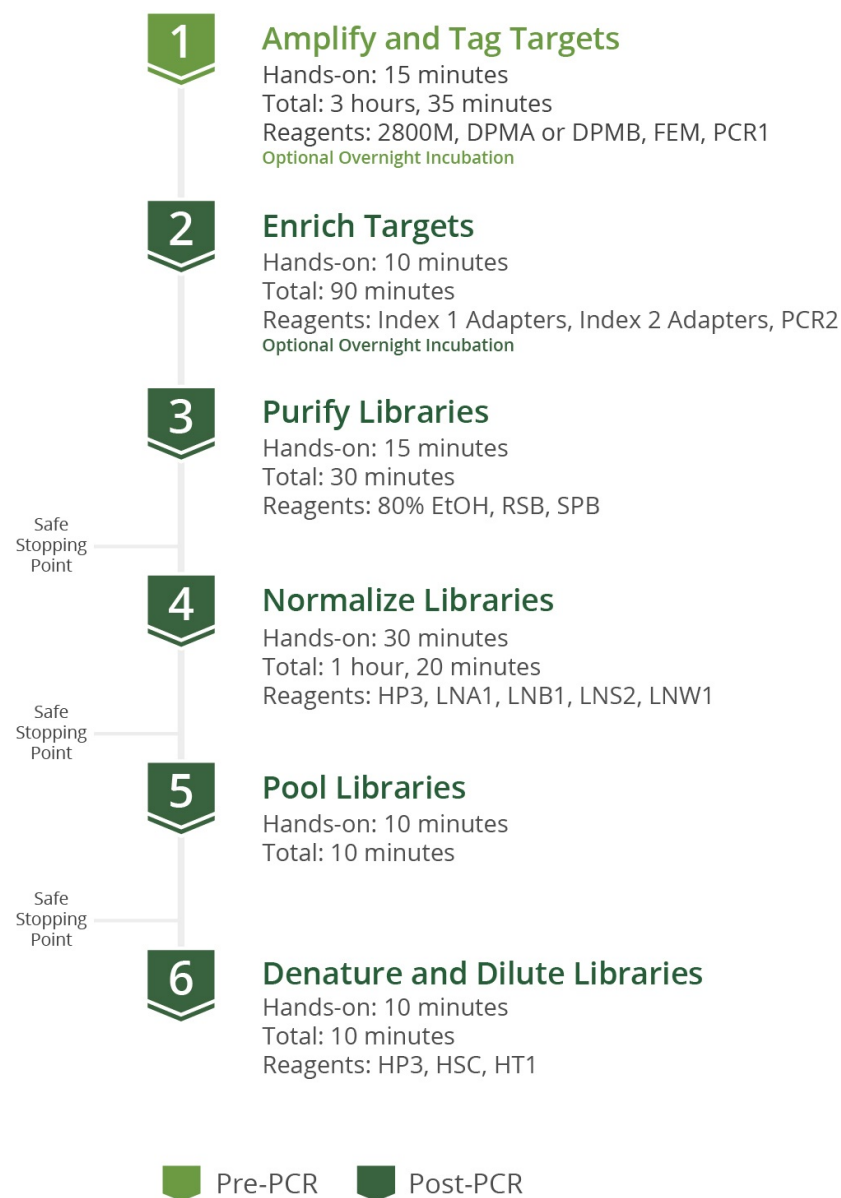 1
Amplify and Tag Targets
Hands-on: 15 minutes
Total: 3 hours, 35 minutes
Reagents: 2800M, DPMA or DPMB, FEM, PCR1
Optional Overnight Incubation
2
Enrich Targets
Hands-on: 10 minutes
Total: 90 minutes
Reagents: Index 1 Adapters, Index 2 Adapters, PCR2
Optional Overnight Incubation
3
Purify Libraries
Hands-on: 15 minutes
Total: 30 minutes
Reagents: 80% EtOH, RSB, SPB
Safe
Stopping
Point
4
Normalize Libraries
Hands-on: 30 minutes
Total: 1 hour, 20 minutes
Reagents: HP3, LNA1, LNB1, LNS2, LNW1
Safe
Stopping
Point
5
Pool Libraries
Hands-on: 10 minutes
Total: 10 minutes
Safe
Stopping
Point
6
Denature and Dilute Libraries
Hands-on: 10 minutes
Total: 10 minutes
Reagents: HP3, HSC, HT1
Pre-PCR
Post-PCR